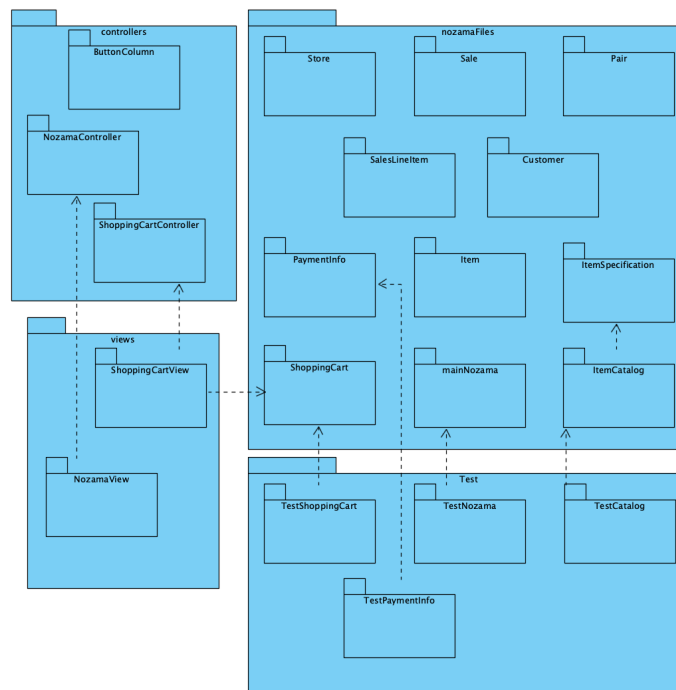 controllers
ButtonColumn
NozamaController
ShoppingCartController
nozamaFiles
Store
Sale
Pair
SalesLineItem
Customer
PaymentInfo
Item
ItemSpecification
ShoppingCart
mainNozama
ItemCatalog
views
ShoppingCartView
NozamaView
Test
TestShoppingCart
TestNozama
TestCatalog
TestPaymentInfo